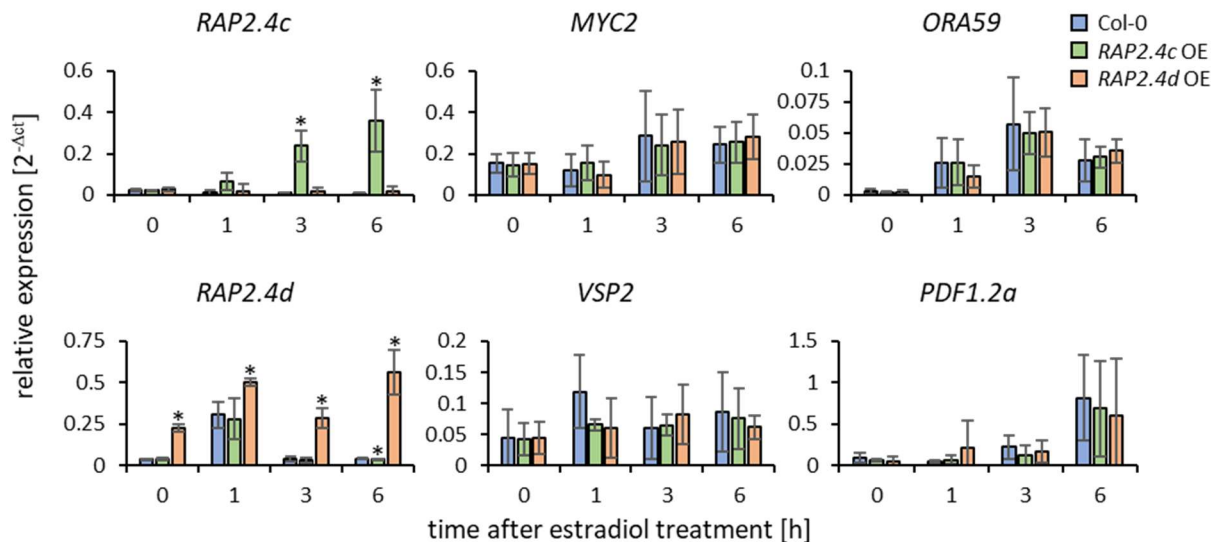 RAP2.4c
MYC2
ORA59
Col-0
RAP2.4c OE
RAP2.4d OE
relative expression [2^-Δct]
0.6
0.4
0.2
0
0 1 3 6
* *
0.6
0.4
0.2
0
0 1 3 6
0.1
0.075
0.05
0.025
0
0 1 3 6
RAP2.4d
VSP2
PDF1.2a
0.75
0.5
0.25
0
0 1 3 6
* * * * *
0.2
0.15
0.1
0.05
0
0 1 3 6
1.5
1
0.5
0
0 1 3 6
time after estradiol treatment [h]